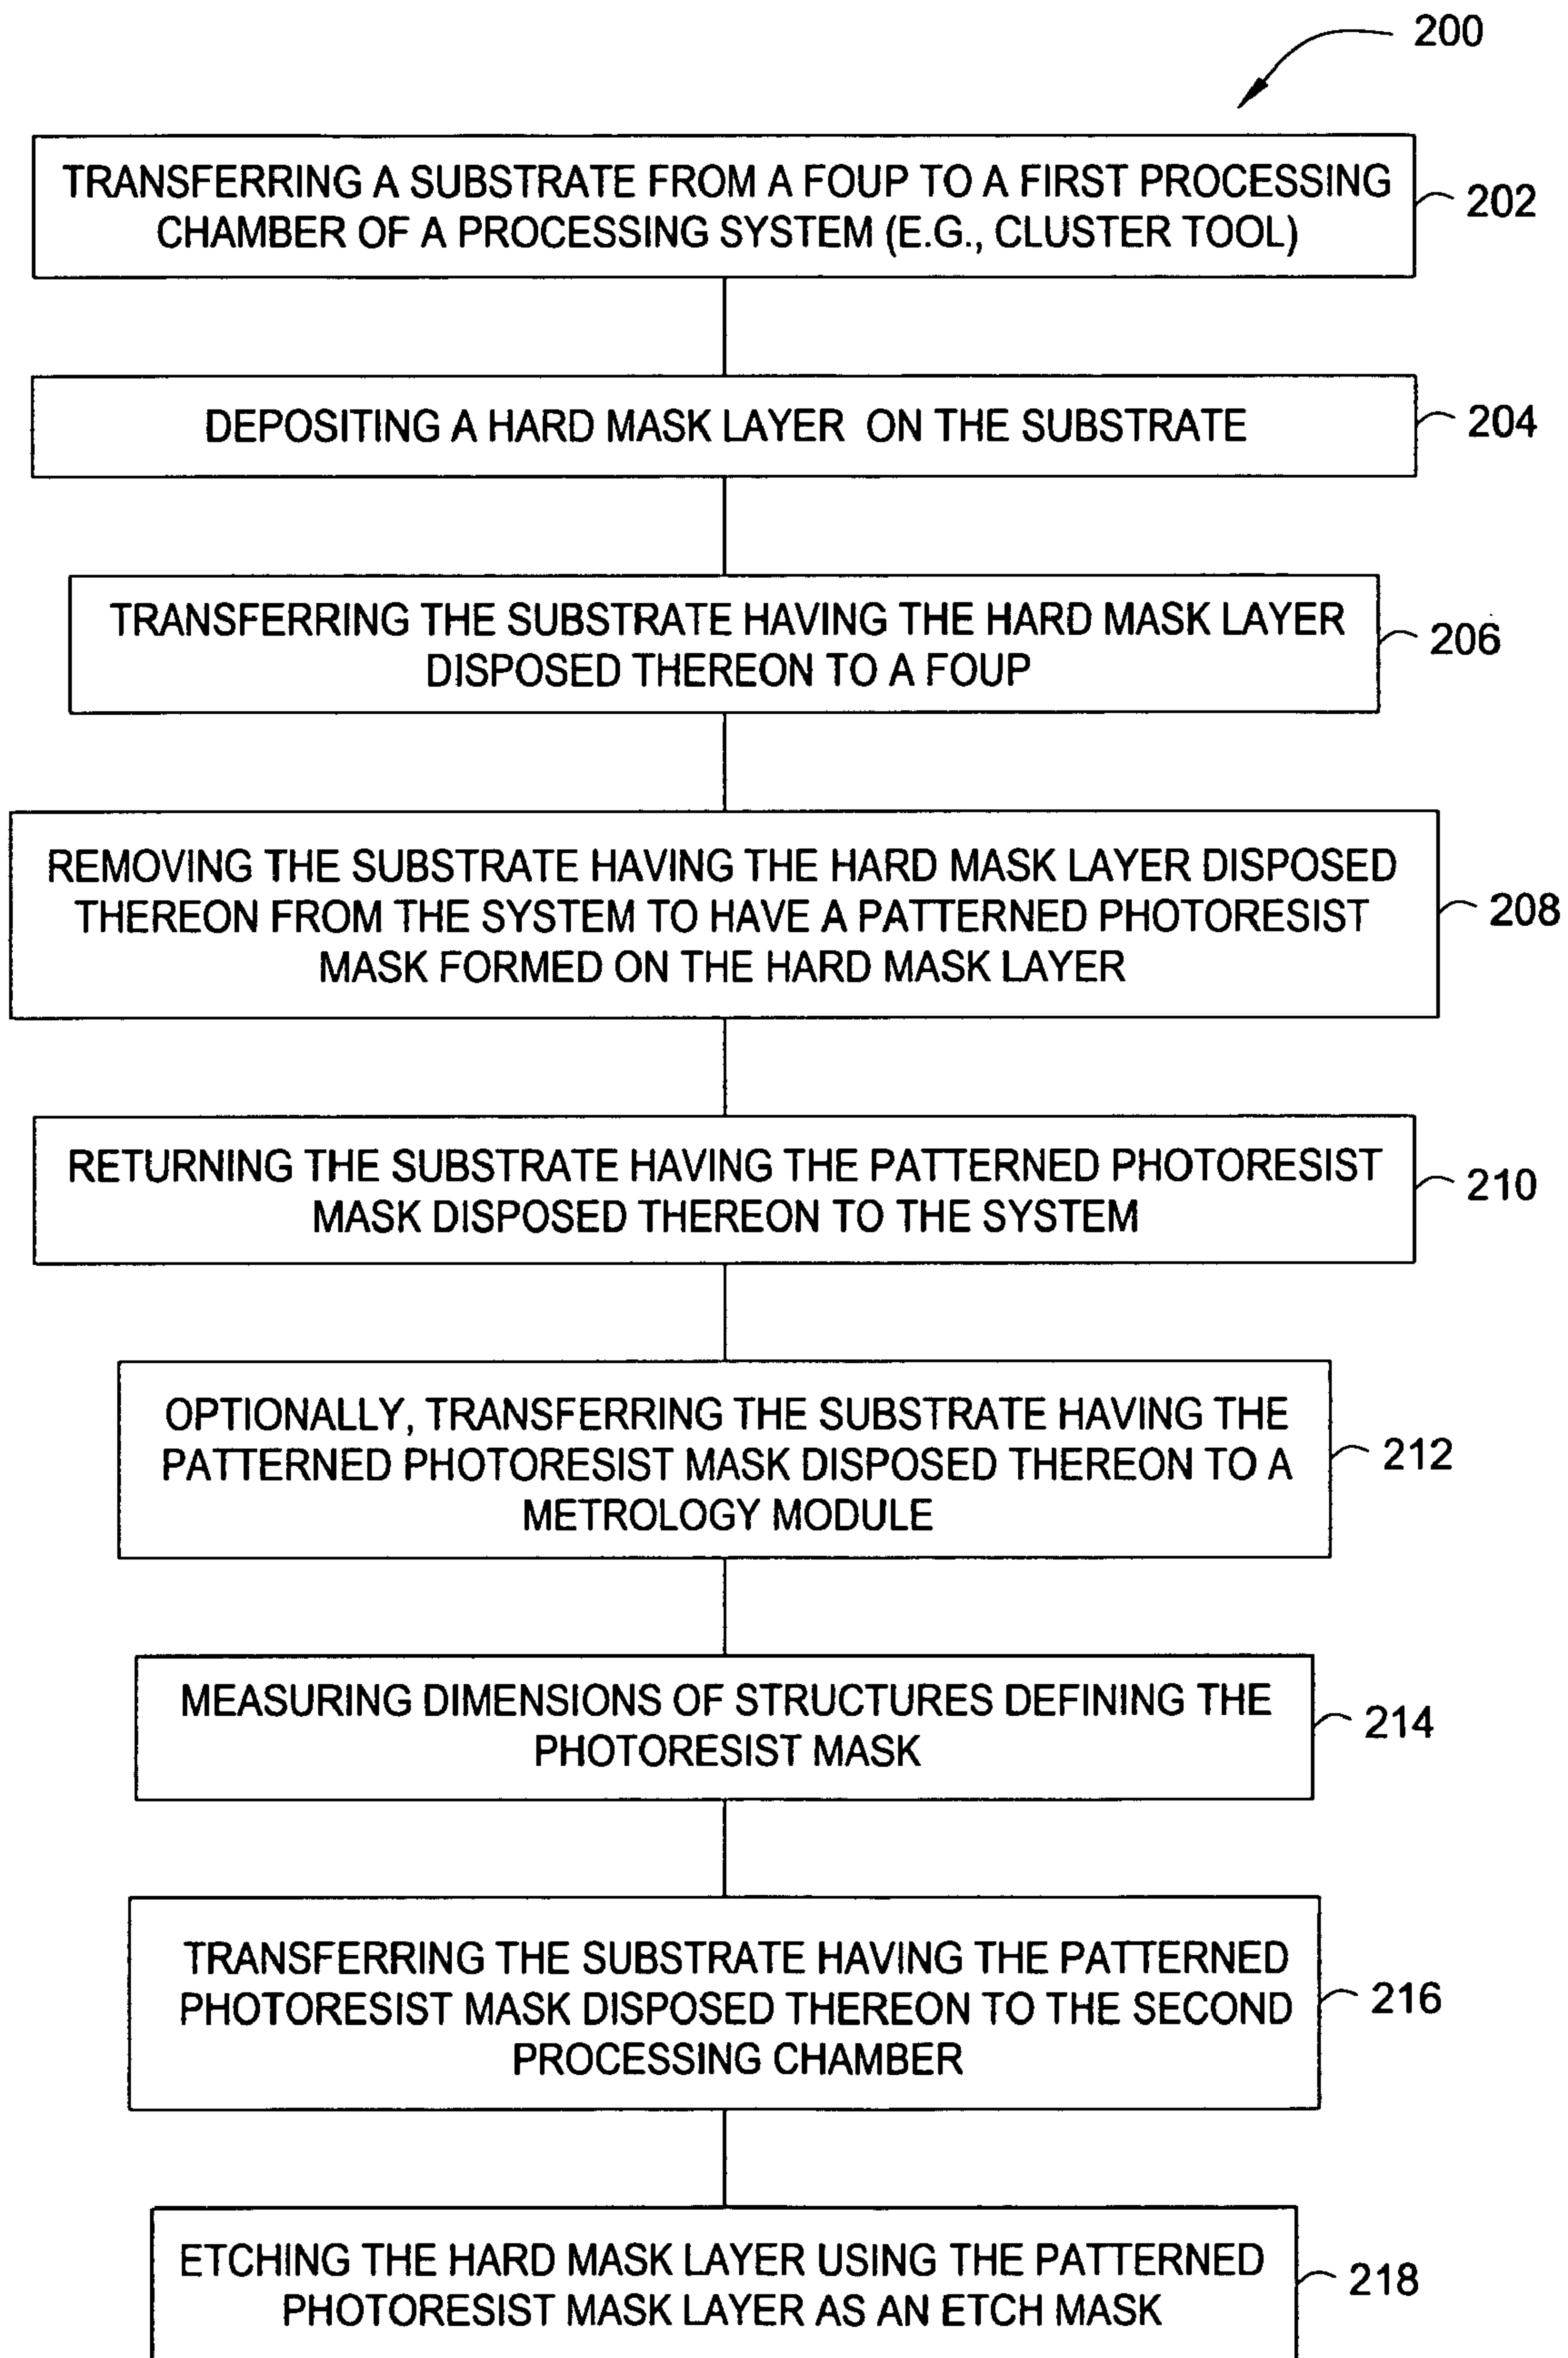 200
TRANSFERRING A SUBSTRATE FROM A FOUP TO A FIRST PROCESSING
CHAMBER OF A PROCESSING SYSTEM (E.G., CLUSTER TOOL)
202
DEPOSITING A HARD MASK LAYER ON THE SUBSTRATE
204
TRANSFERRING THE SUBSTRATE HAVING THE HARD MASK LAYER
DISPOSED THEREON TO A FOUP
206
REMOVING THE SUBSTRATE HAVING THE HARD MASK LAYER DISPOSED
THEREON FROM THE SYSTEM TO HAVE A PATTERNED PHOTORESIST
MASK FORMED ON THE HARD MASK LAYER
208
RETURNING THE SUBSTRATE HAVING THE PATTERNED PHOTORESIST
MASK DISPOSED THEREON TO THE SYSTEM
210
OPTIONALLY, TRANSFERRING THE SUBSTRATE HAVING THE
PATTERNED PHOTORESIST MASK DISPOSED THEREON TO A
METROLOGY MODULE
212
MEASURING DIMENSIONS OF STRUCTURES DEFINING THE
PHOTORESIST MASK
214
TRANSFERRING THE SUBSTRATE HAVING THE PATTERNED
PHOTORESIST MASK DISPOSED THEREON TO THE SECOND
PROCESSING CHAMBER
216
ETCHING THE HARD MASK LAYER USING THE PATTERNED
PHOTORESIST MASK LAYER AS AN ETCH MASK
218